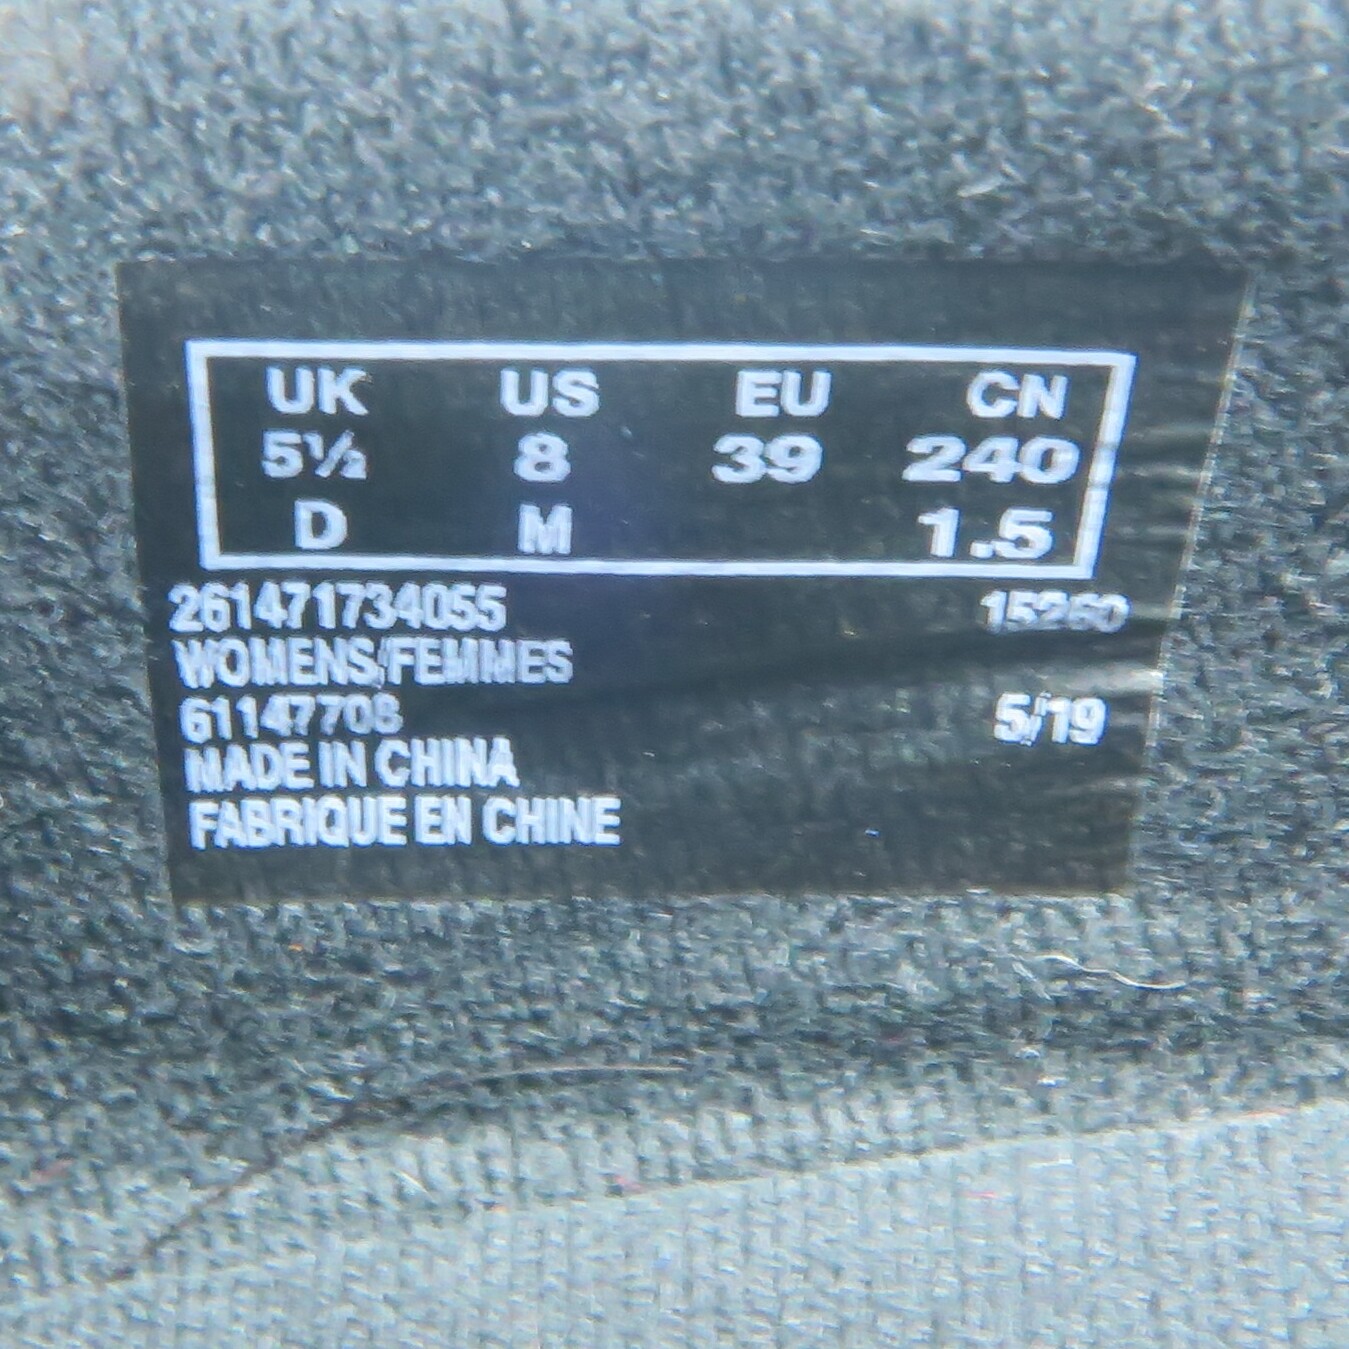 UK US EU CN
5½ 8 39 240
D M 1.5
261471734055 15260
WOMENS/FEMMES
61147708 5/19
MADE IN CHINA
FABRIQUE EN CHINE